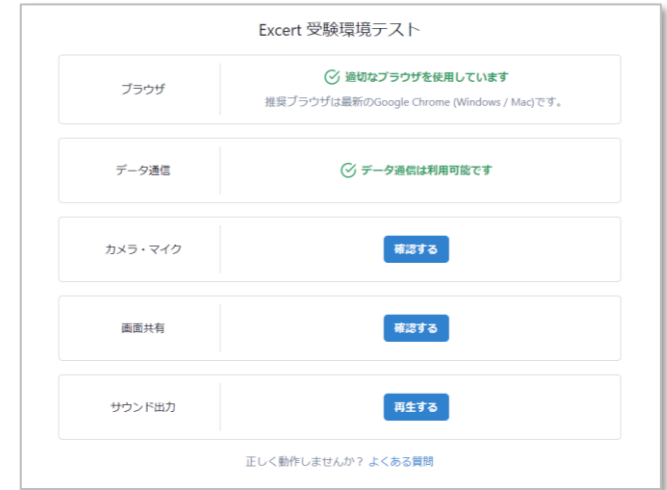 Excert 受験環境テスト
ブラウザ
適切なブラウザを使用しています
推奨ブラウザは最新のGoogle Chrome (Windows / Mac)です。
データ通信
データ通信は利用可能です
カメラ・マイク
確認する
画面共有
確認する
サウンド出力
再生する
正しく動作しませんか？ よくある質問